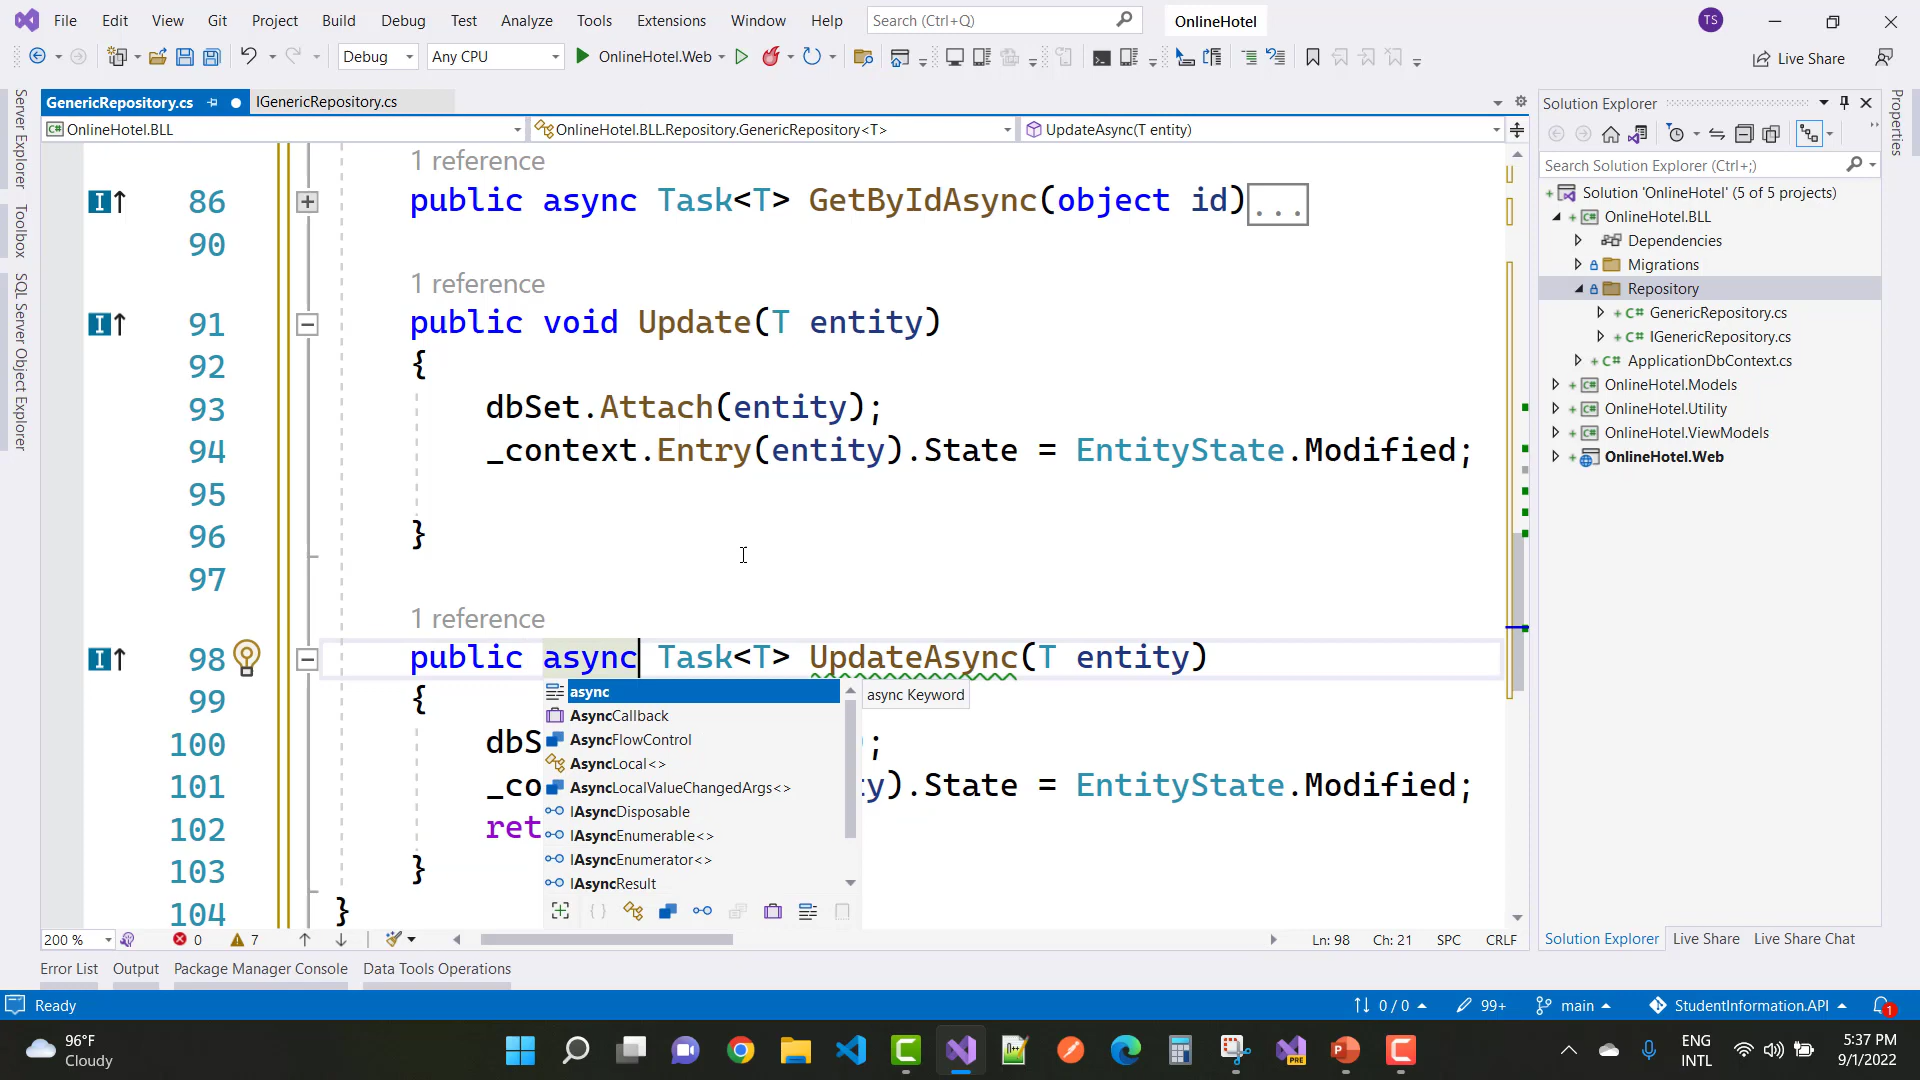 File Edit View Git Project Build Debug Test Analyze Tools Extensions Window Help Search (Ctrl+Q) OnlineHotel TS
Debug Any CPU OnlineHotel.Web Live Share
GenericRepository.cs IGenericRepository.cs
OnlineHotel.BLL OnlineHotel.BLL.Repository.GenericRepository<T> UpdateAsync(T entity)
Server Explorer
Toolbox
SQL Server Object Explorer
1 reference
86 public async Task<T> GetByIdAsync(object id)...
90
1 reference
91 public void Update(T entity)
92 {
93 dbSet.Attach(entity);
94 _context.Entry(entity).State = EntityState.Modified;
95
96 }
97
1 reference
98 public async Task<T> UpdateAsync(T entity)
99 {
100 dbS ;
101 _co y).State = EntityState.Modified;
102 ret
103 }
104 }
async
AsyncCallback
AsyncFlowControl
AsyncLocal<>
AsyncLocalValueChangedArgs<>
IAsyncDisposable
IAsyncEnumerable<>
IAsyncEnumerator<>
IAsyncResult
async Keyword
200 % 0 7 Ln: 98 Ch: 21 SPC CRLF
Error List Output Package Manager Console Data Tools Operations
Solution Explorer
Search Solution Explorer (Ctrl+;)
Solution 'OnlineHotel' (5 of 5 projects)
OnlineHotel.BLL
Dependencies
Migrations
Repository
C# GenericRepository.cs
C# IGenericRepository.cs
C# ApplicationDbContext.cs
OnlineHotel.Models
OnlineHotel.Utility
OnlineHotel.ViewModels
OnlineHotel.Web
Solution Explorer Live Share Live Share Chat
Properties
Ready 0 / 0 99+ main StudentInformation.API 1
96°F
Cloudy
PRE
ENG
INTL
5:37 PM
9/1/2022